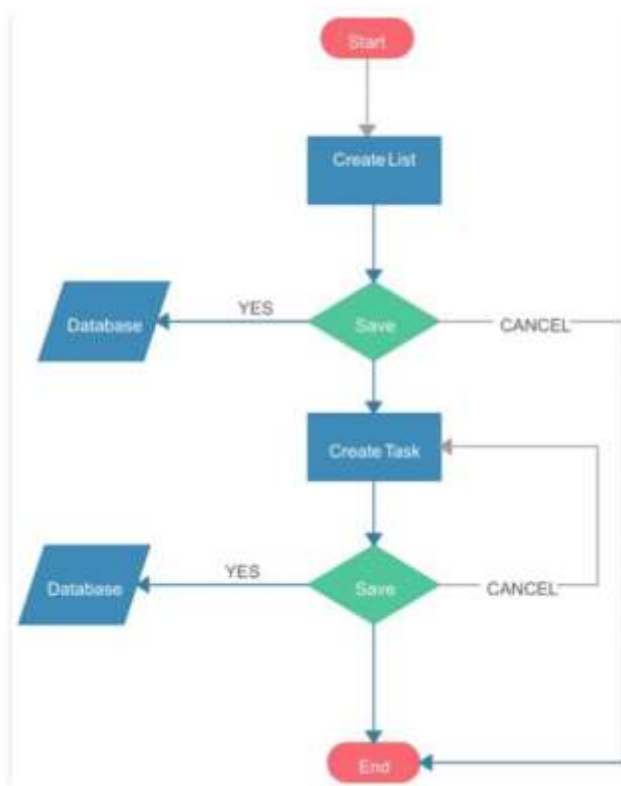 Start
Create List
YES
Database
Save
CANCEL
Create Task
YES
Database
Save
CANCEL
End